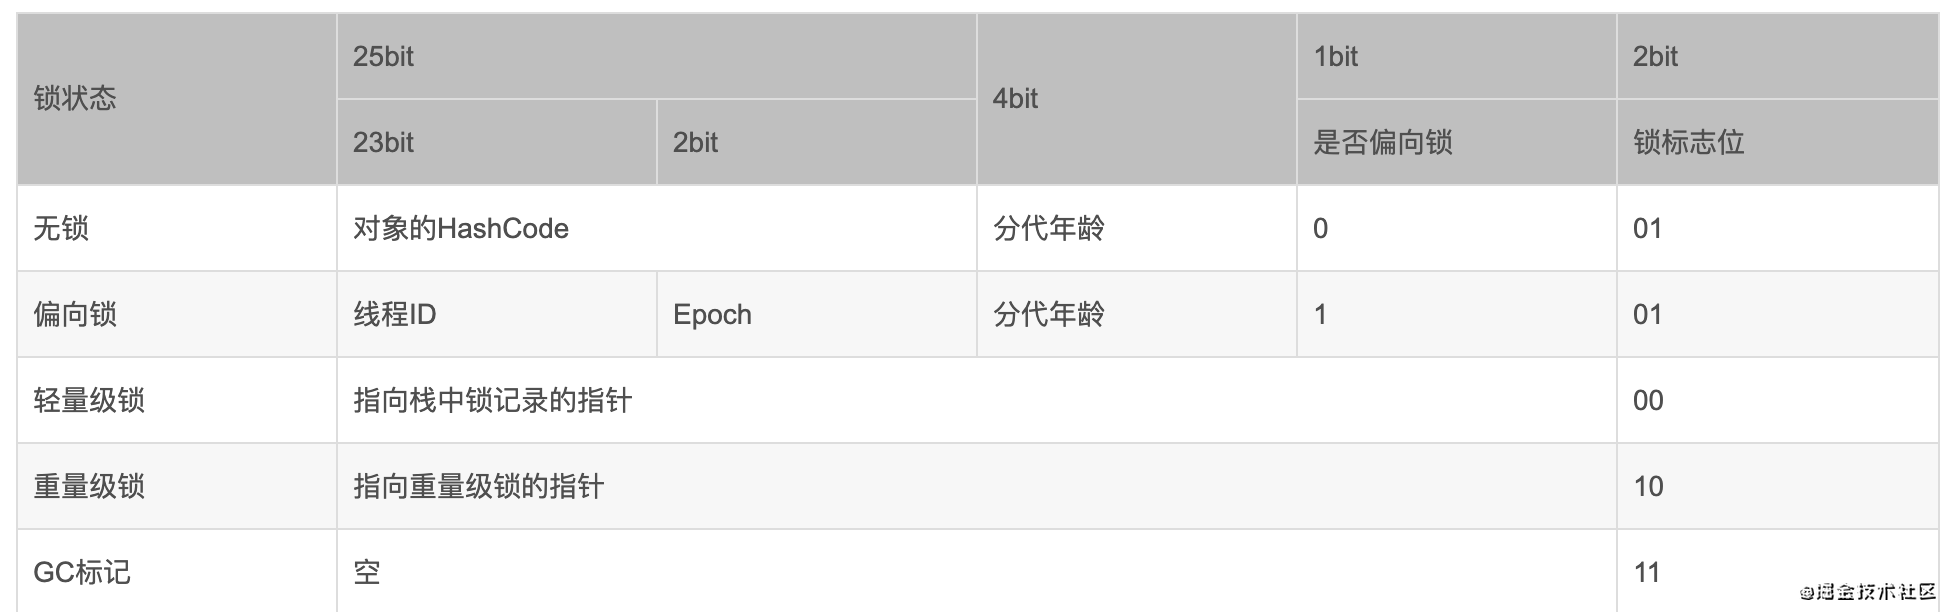 锁状态 25bit 4bit 1bit 2bit
23bit 2bit 是否偏向锁 锁标志位
无锁 对象的HashCode 分代年龄 0 01
偏向锁 线程ID Epoch 分代年龄 1 01
轻量级锁 指向栈中锁记录的指针 00
重量级锁 指向重量级锁的指针 10
GC标记 空 11
@掘金技术社区